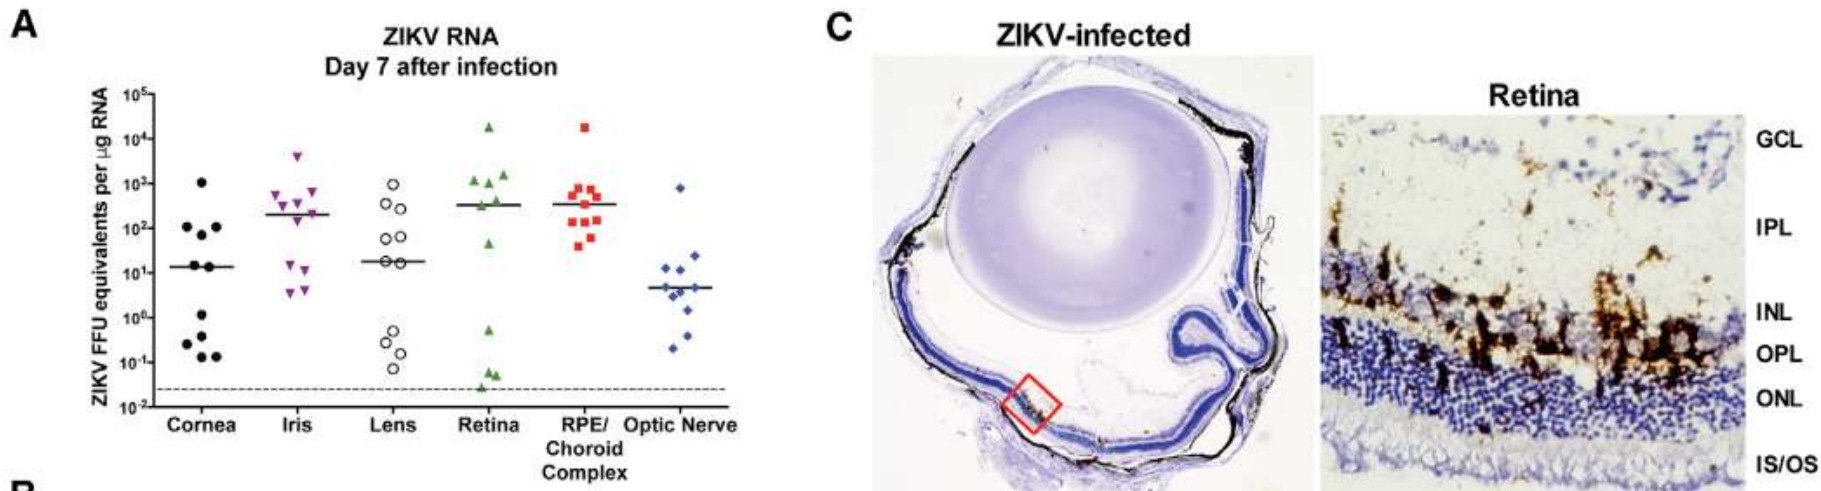 A
ZIKV RNA
Day 7 after infection
ZIKV FFU equivalents per μg RNA
10⁵
10⁴
10³
10²
10¹
10⁰
10⁻¹
10⁻²
Cornea
Iris
Lens
Retina
RPE/
Choroid
Complex
Optic Nerve
C
ZIKV-infected
Retina
GCL
IPL
INL
OPL
ONL
IS/OS